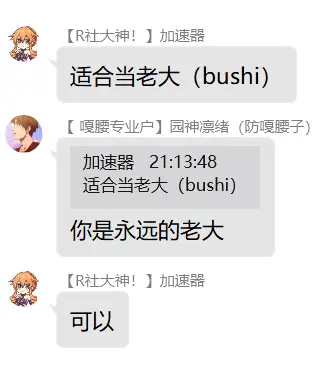 【R社大神！】加速器
适合当老大（bushi）
【 嘎腰专业户】园神凛绪（防嘎腰子）
加速器 21:13:48
适合当老大（bushi）
你是永远的老大
【R社大神！】加速器
可以